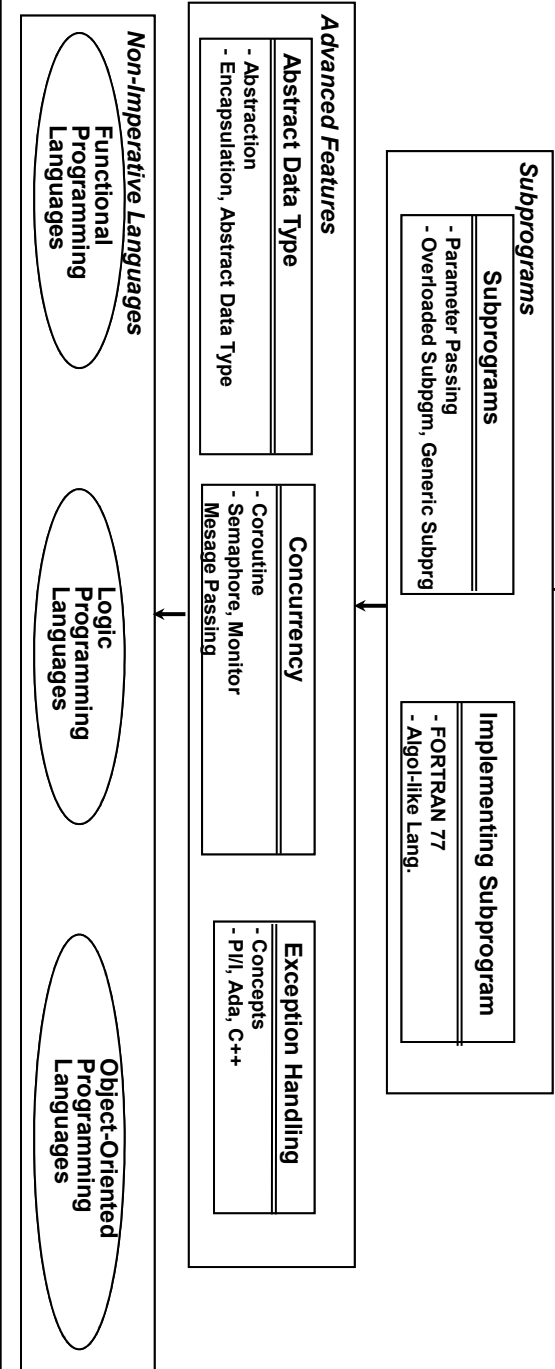 Subprograms
Subprograms
- Parameter Passing
- Overloaded Subpgm, Generic Subprg
Implementing Subprogram
- FORTRAN 77
- Algol-like Lang.
Advanced Features
Abstract Data Type
- Abstraction
- Encapsulation, Abstract Data Type
Concurrency
- Coroutine
- Semaphore, Monitor
Mesage Passing
Exception Handling
- Concepts
- Pl/I, Ada, C++
Non-Imperative Languages
Functional
Programming
Languages
Logic
Programming
Languages
Object-Oriented
Programming
Languages